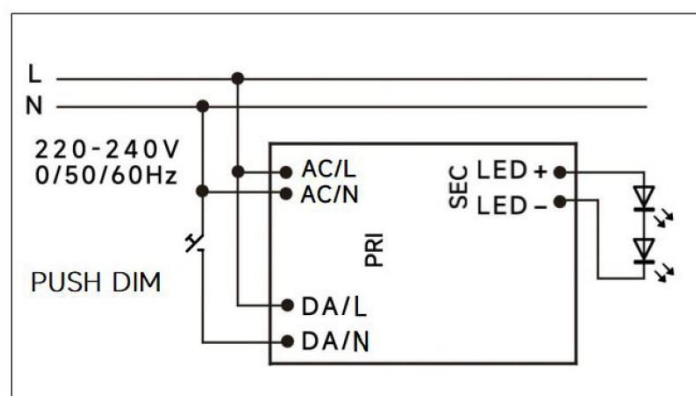 L
N
220-240V
0/50/60Hz
AC/L
AC/N
PUSH DIM
DA/L
DA/N
PRI
SEC
LED +
LED -